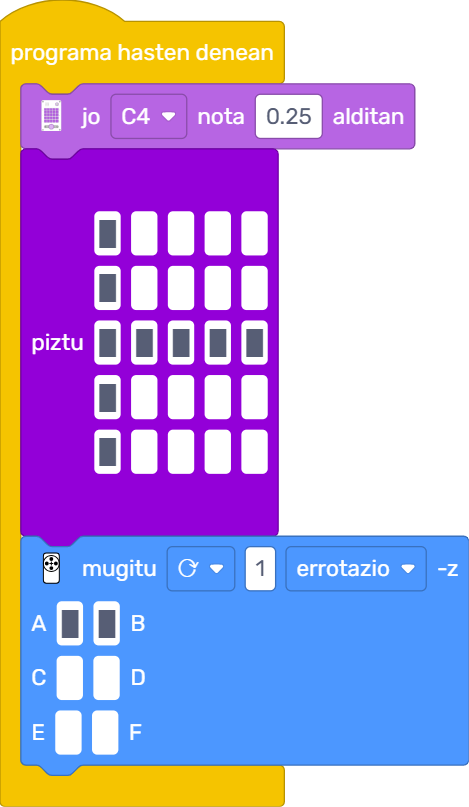 programa hasten denean
jo C4 nota 0.25 alditan
piztu
mugitu 1 errotazio -z
A B
C D
E F